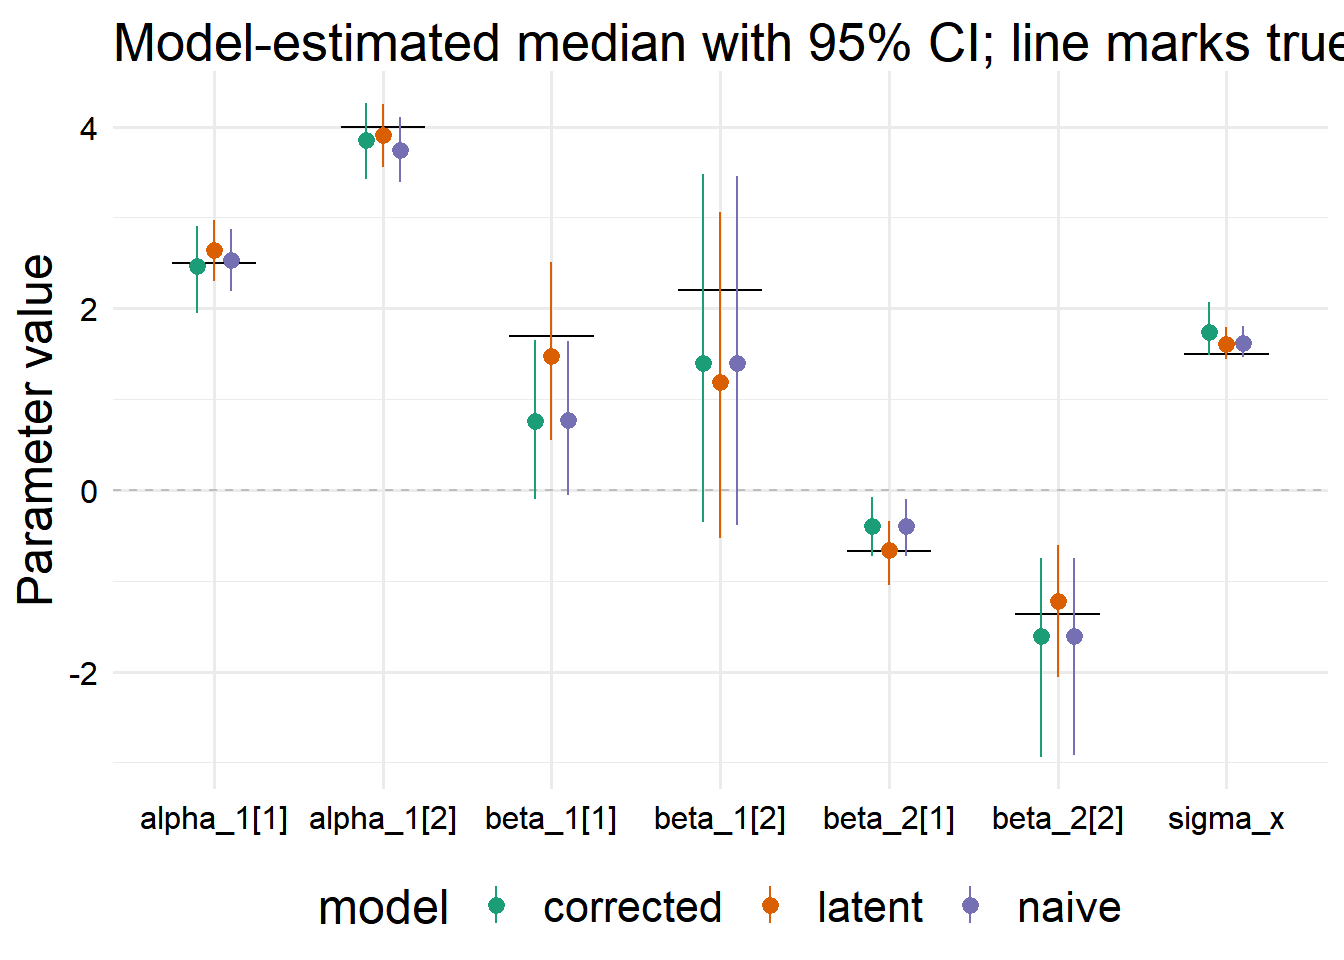 Model-estimated median with 95% CI; line marks true
Parameter value
4
2
0
-2
alpha_1[1] alpha_1[2] beta_1[1] beta_1[2] beta_2[1] beta_2[2] sigma_x
model corrected latent naive